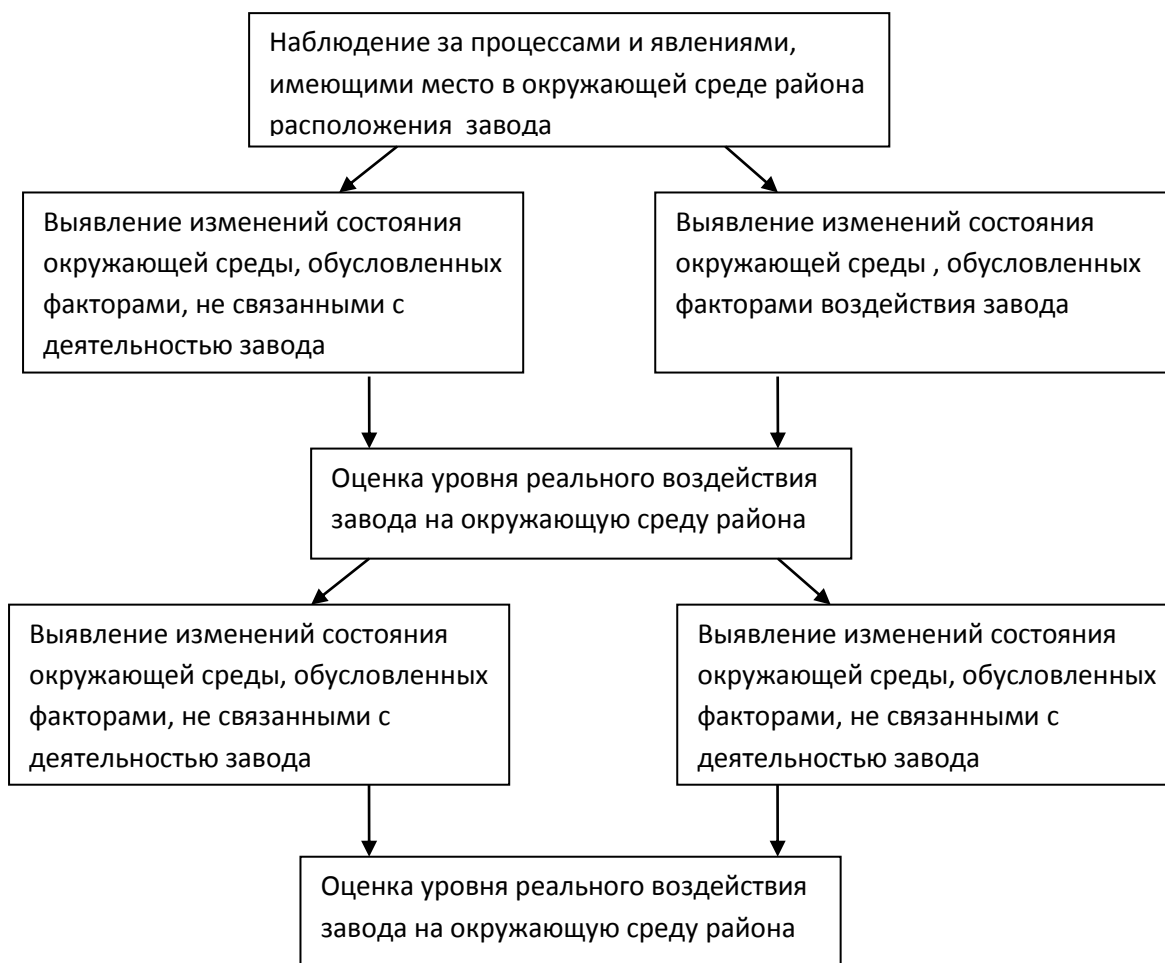 Наблюдение за процессами и явлениями,
имеющими место в окружающей среде района
расположения завода
Выявление изменений состояния
окружающей среды, обусловленных
факторами, не связанными с
деятельностью завода
Выявление изменений состояния
окружающей среды , обусловленных
факторами воздействия завода
Оценка уровня реального воздействия
завода на окружающую среду района
Выявление изменений состояния
окружающей среды, обусловленных
факторами, не связанными с
деятельностью завода
Выявление изменений состояния
окружающей среды, обусловленных
факторами, не связанными с
деятельностью завода
Оценка уровня реального воздействия
завода на окружающую среду района